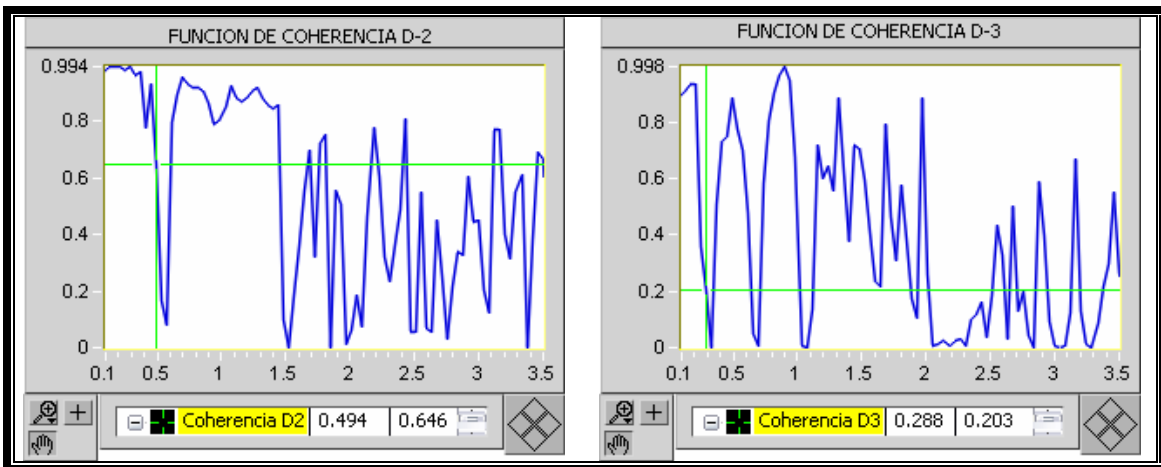 FUNCION DE COHERENCIA D-2
0.994
0.8
0.6
0.4
0.2
0
0.1 0.5 1 1.5 2 2.5 3 3.5
Coherencia D2 0.494 0.646
FUNCION DE COHERENCIA D-3
0.998
0.8
0.6
0.4
0.2
0
0.1 0.5 1 1.5 2 2.5 3 3.5
Coherencia D3 0.288 0.203